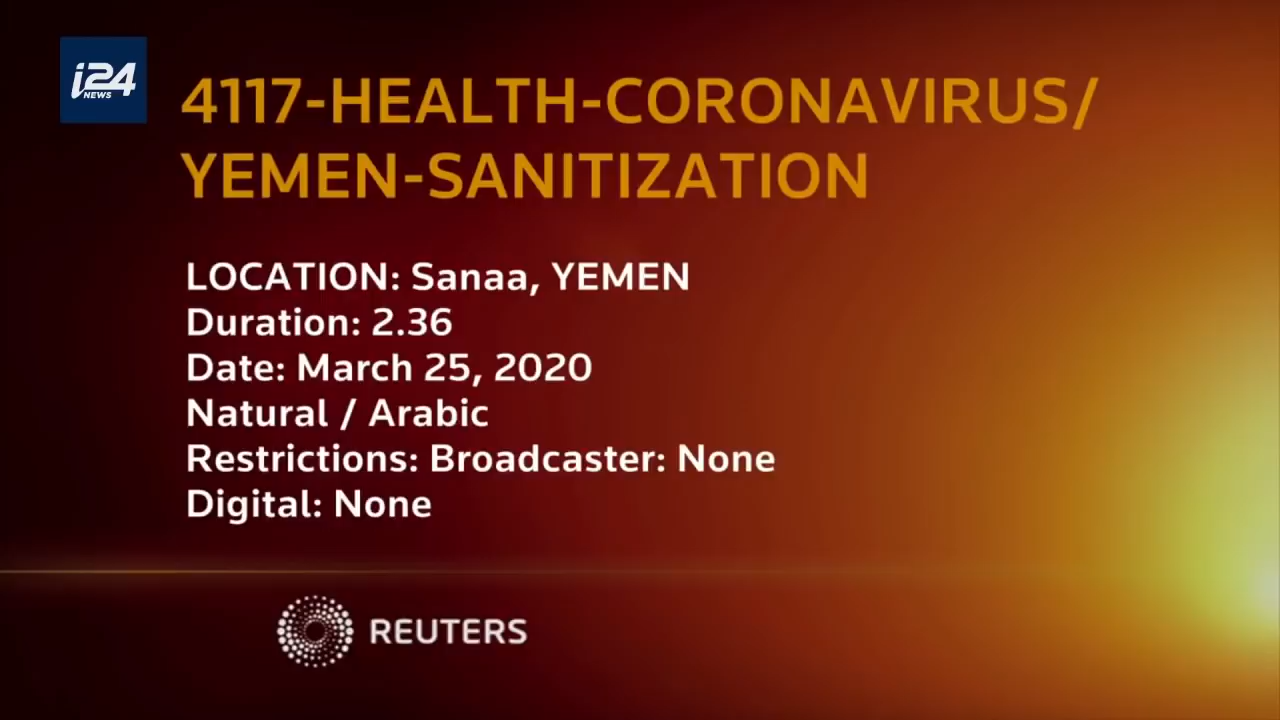 i24
NEWS
4117-HEALTH-CORONAVIRUS/
YEMEN-SANITIZATION
LOCATION: Sanaa, YEMEN
Duration: 2.36
Date: March 25, 2020
Natural / Arabic
Restrictions: Broadcaster: None
Digital: None
REUTERS